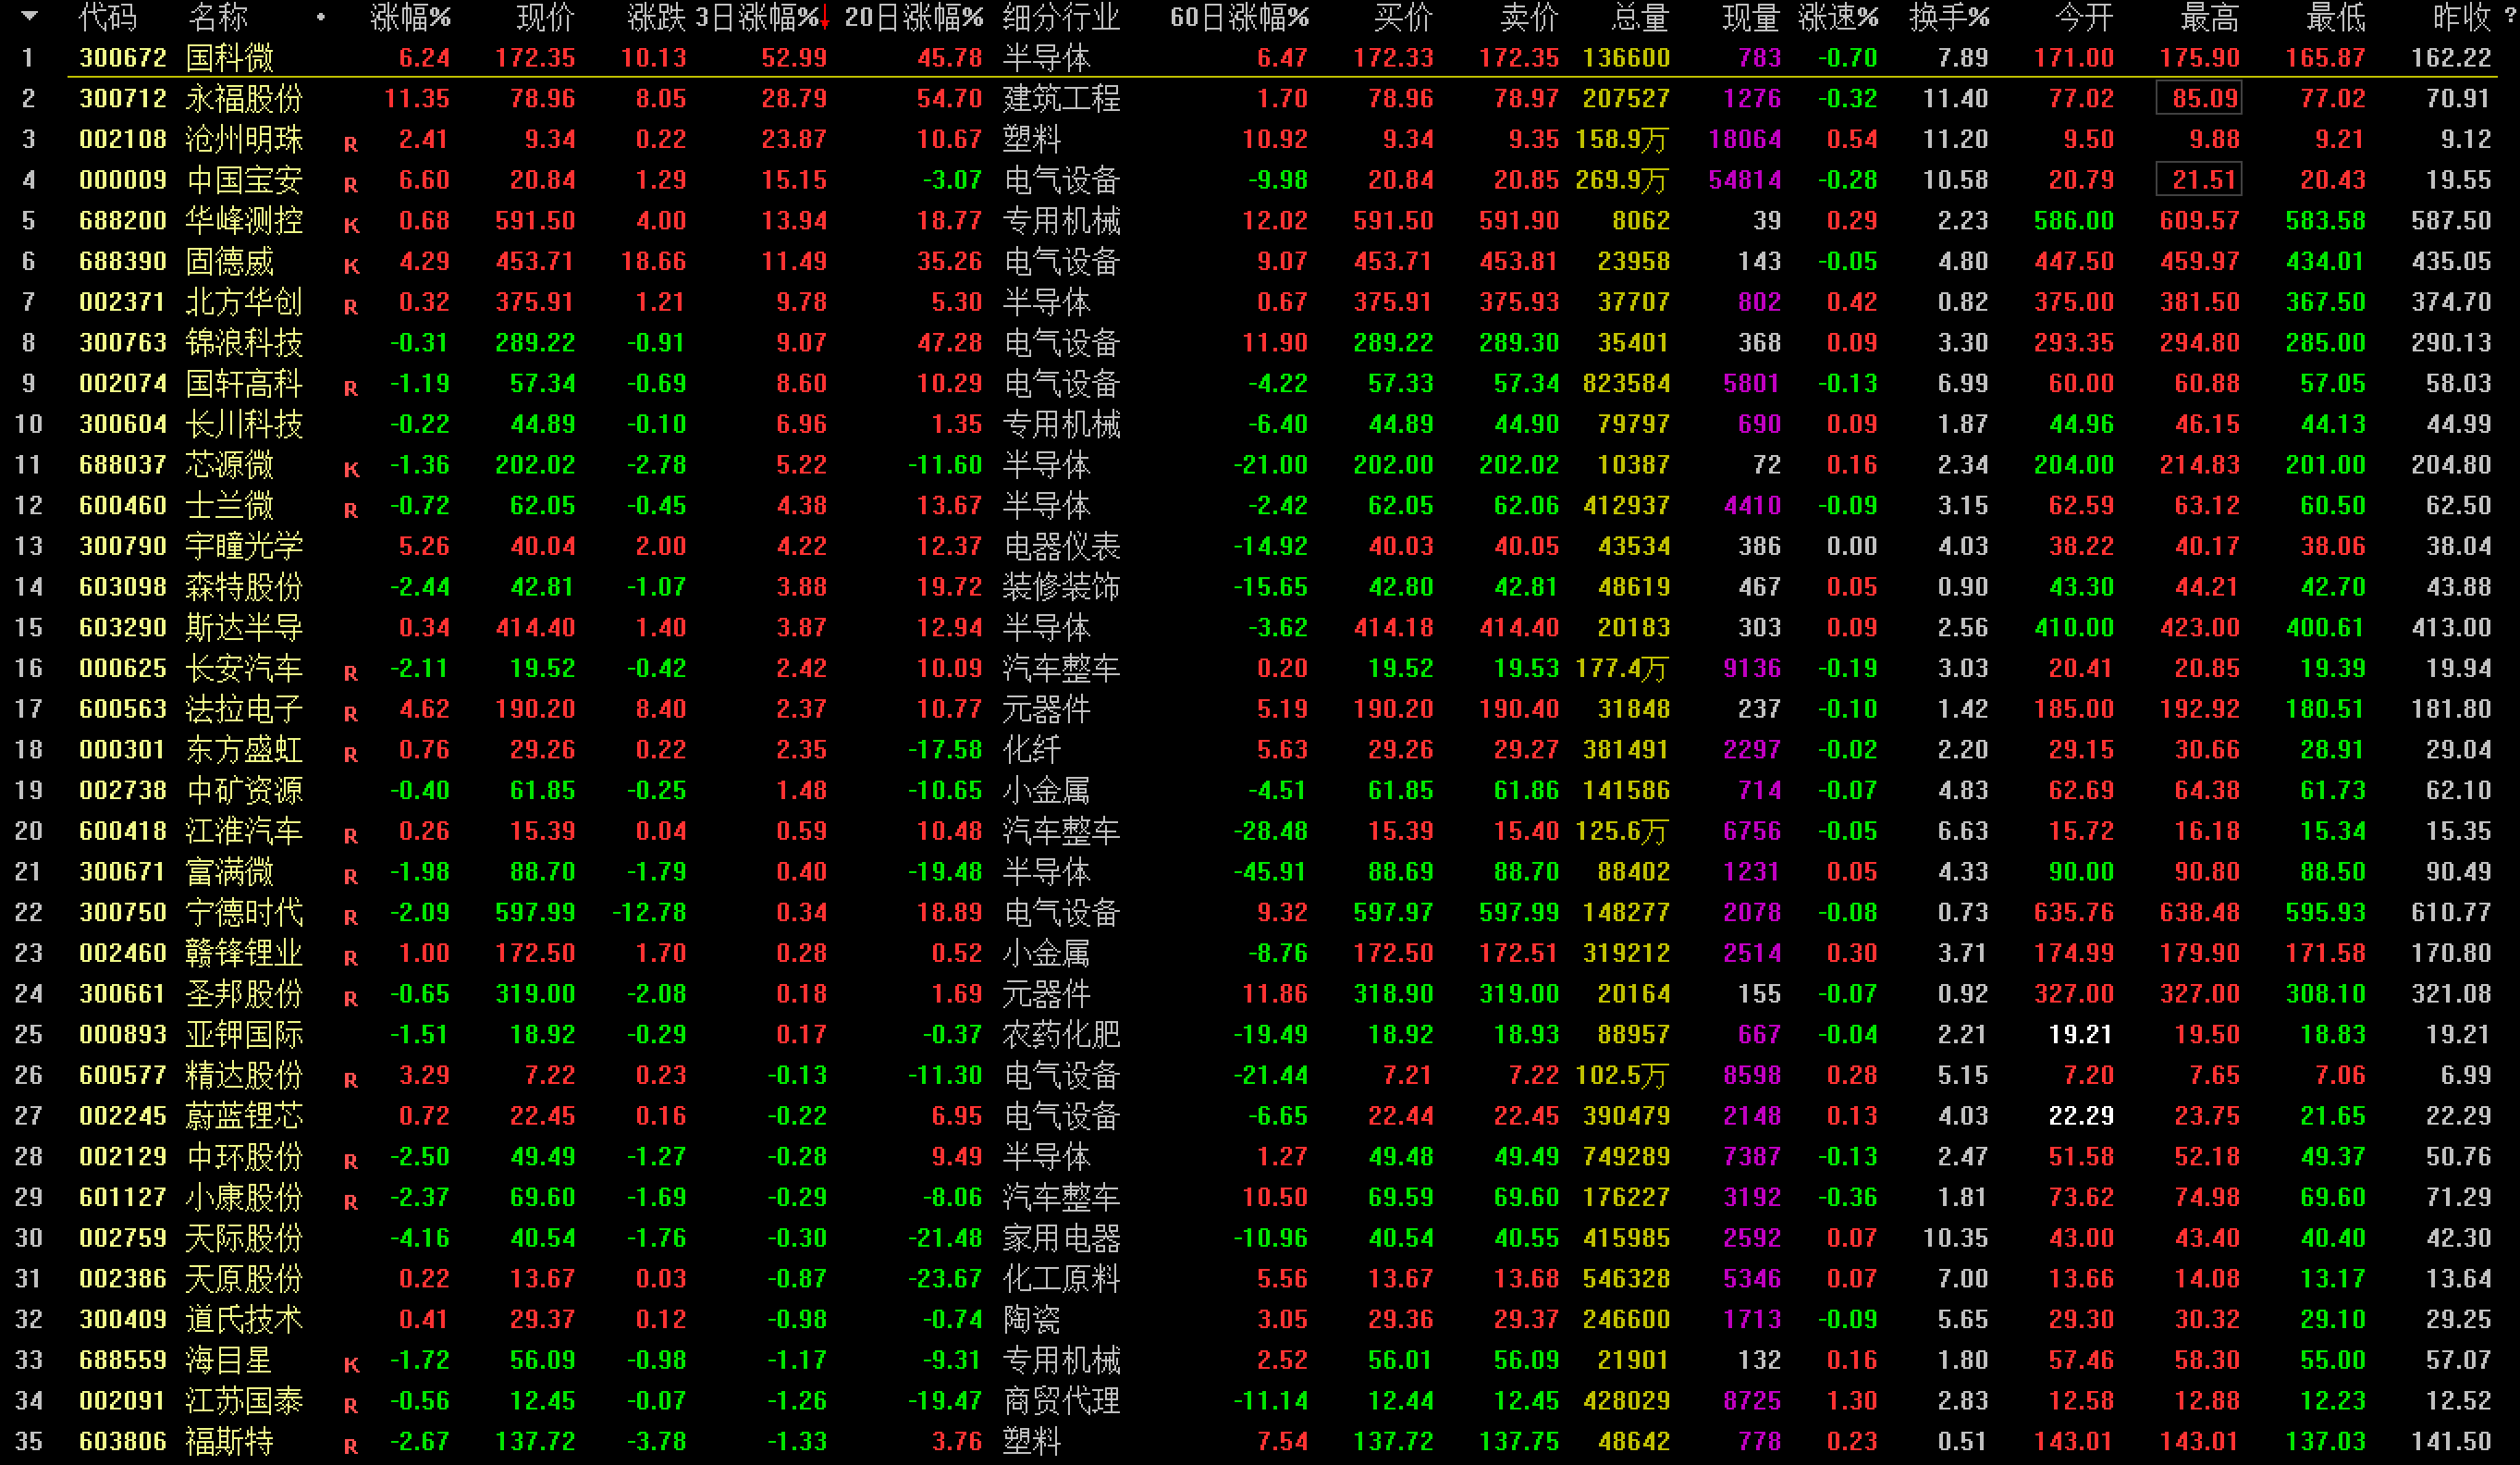 代码 名称 • 涨幅% 现价 涨跌 3日涨幅%↓ 20日涨幅% 细分行业 60日涨幅% 买价 卖价 总量 现量 涨速% 换手% 今开 最高 最低 昨收 ?
1 300672 国科微 6.24 172.35 10.13 52.99 45.78 半导体 6.47 172.33 172.35 136600 783 -0.70 7.89 171.00 175.90 165.87 162.22
2 300712 永福股份 11.35 78.96 8.05 28.79 54.70 建筑工程 1.70 78.96 78.97 207527 1276 -0.32 11.40 77.02 85.09 77.02 70.91
3 002108 沧州明珠 R 2.41 9.34 0.22 23.87 10.67 塑料 10.92 9.34 9.35 158.9万 18064 0.54 11.20 9.50 9.88 9.21 9.12
4 000009 中国宝安 R 6.60 20.84 1.29 15.15 -3.07 电气设备 -9.98 20.84 20.85 269.9万 54814 -0.28 10.58 20.79 21.51 20.43 19.55
5 688200 华峰测控 K 0.68 591.50 4.00 13.94 18.77 专用机械 12.02 591.50 591.90 8062 39 0.29 2.23 586.00 609.57 583.58 587.50
6 688390 固德威 K 4.29 453.71 18.66 11.49 35.26 电气设备 9.07 453.71 453.81 23958 143 -0.05 4.80 447.50 459.97 434.01 435.05
7 002371 北方华创 R 0.32 375.91 1.21 9.78 5.30 半导体 0.67 375.91 375.93 37707 802 0.42 0.82 375.00 381.50 367.50 374.70
8 300763 锦浪科技 -0.31 289.22 -0.91 9.07 47.28 电气设备 11.90 289.22 289.30 35401 368 0.09 3.30 293.35 294.80 285.00 290.13
9 002074 国轩高科 R -1.19 57.34 -0.69 8.60 10.29 电气设备 -4.22 57.33 57.34 823584 5801 -0.13 6.99 60.00 60.88 57.05 58.03
10 300604 长川科技 -0.22 44.89 -0.10 6.96 1.35 专用机械 -6.40 44.89 44.90 79797 690 0.09 1.87 44.96 46.15 44.13 44.99
11 688037 芯源微 K -1.36 202.02 -2.78 5.22 -11.60 半导体 -21.00 202.00 202.02 10387 72 0.16 2.34 204.00 214.83 201.00 204.80
12 600460 士兰微 R -0.72 62.05 -0.45 4.38 13.67 半导体 -2.42 62.05 62.06 412937 4410 -0.09 3.15 62.59 63.12 60.50 62.50
13 300790 宇瞳光学 5.26 40.04 2.00 4.22 12.37 电器仪表 -14.92 40.03 40.05 43534 386 0.00 4.03 38.22 40.17 38.06 38.04
14 603098 森特股份 -2.44 42.81 -1.07 3.88 19.72 装修装饰 -15.65 42.80 42.81 48619 467 0.05 0.90 43.30 44.21 42.70 43.88
15 603290 斯达半导 0.34 414.40 1.40 3.87 12.94 半导体 -3.62 414.18 414.40 20183 303 0.09 2.56 410.00 423.00 400.61 413.00
16 000625 长安汽车 R -2.11 19.52 -0.42 2.42 10.09 汽车整车 0.20 19.52 19.53 177.4万 9136 -0.19 3.03 20.41 20.85 19.39 19.94
17 600563 法拉电子 R 4.62 190.20 8.40 2.37 10.77 元器件 5.19 190.20 190.40 31848 237 -0.10 1.42 185.00 192.92 180.51 181.80
18 000301 东方盛虹 R 0.76 29.26 0.22 2.35 -17.58 化纤 5.63 29.26 29.27 381491 2297 -0.02 2.20 29.15 30.66 28.91 29.04
19 002738 中矿资源 -0.40 61.85 -0.25 1.48 -10.65 小金属 -4.51 61.85 61.86 141586 714 -0.07 4.83 62.69 64.38 61.73 62.10
20 600418 江淮汽车 R 0.26 15.39 0.04 0.59 10.48 汽车整车 -28.48 15.39 15.40 125.6万 6756 -0.05 6.63 15.72 16.18 15.34 15.35
21 300671 富满微 R -1.98 88.70 -1.79 0.40 -19.48 半导体 -45.91 88.69 88.70 88402 1231 0.05 4.33 90.00 90.80 88.50 90.49
22 300750 宁德时代 R -2.09 597.99 -12.78 0.34 18.89 电气设备 9.32 597.97 597.99 148277 2078 -0.08 0.73 635.76 638.48 595.93 610.77
23 002460 赣锋锂业 R 1.00 172.50 1.70 0.28 0.52 小金属 -8.76 172.50 172.51 319212 2514 0.30 3.71 174.99 179.90 171.58 170.80
24 300661 圣邦股份 R -0.65 319.00 -2.08 0.18 1.69 元器件 11.86 318.90 319.00 20164 155 -0.07 0.92 327.00 327.00 308.10 321.08
25 000893 亚钾国际 -1.51 18.92 -0.29 0.17 -0.37 农药化肥 -19.49 18.92 18.93 88957 667 -0.04 2.21 19.21 19.50 18.83 19.21
26 600577 精达股份 R 3.29 7.22 0.23 -0.13 -11.30 电气设备 -21.44 7.21 7.22 102.5万 8598 0.28 5.15 7.20 7.65 7.06 6.99
27 002245 蔚蓝锂芯 0.72 22.45 0.16 -0.22 6.95 电气设备 -6.65 22.44 22.45 390479 2148 0.13 4.03 22.29 23.75 21.65 22.29
28 002129 中环股份 R -2.50 49.49 -1.27 -0.28 9.49 半导体 1.27 49.48 49.49 749289 7387 -0.13 2.47 51.58 52.18 49.37 50.76
29 601127 小康股份 R -2.37 69.60 -1.69 -0.29 -8.06 汽车整车 10.50 69.59 69.60 176227 3192 -0.36 1.81 73.62 74.98 69.60 71.29
30 002759 天际股份 -4.16 40.54 -1.76 -0.30 -21.48 家用电器 -10.96 40.54 40.55 415985 2592 0.07 10.35 43.00 43.40 40.40 42.30
31 002386 天原股份 0.22 13.67 0.03 -0.87 -23.67 化工原料 5.56 13.67 13.68 546328 5346 0.07 7.00 13.66 14.08 13.17 13.64
32 300409 道氏技术 0.41 29.37 0.12 -0.98 -0.74 陶瓷 3.05 29.36 29.37 246600 1713 -0.09 5.65 29.30 30.32 29.10 29.25
33 688559 海目星 K -1.72 56.09 -0.98 -1.17 -9.31 专用机械 2.52 56.01 56.09 21901 132 0.16 1.80 57.46 58.30 55.00 57.07
34 002091 江苏国泰 R -0.56 12.45 -0.07 -1.26 -19.47 商贸代理 -11.14 12.44 12.45 428029 8725 1.30 2.83 12.58 12.88 12.23 12.52
35 603806 福斯特 R -2.67 137.72 -3.78 -1.33 3.76 塑料 7.54 137.72 137.75 48642 778 0.23 0.51 143.01 143.01 137.03 141.50